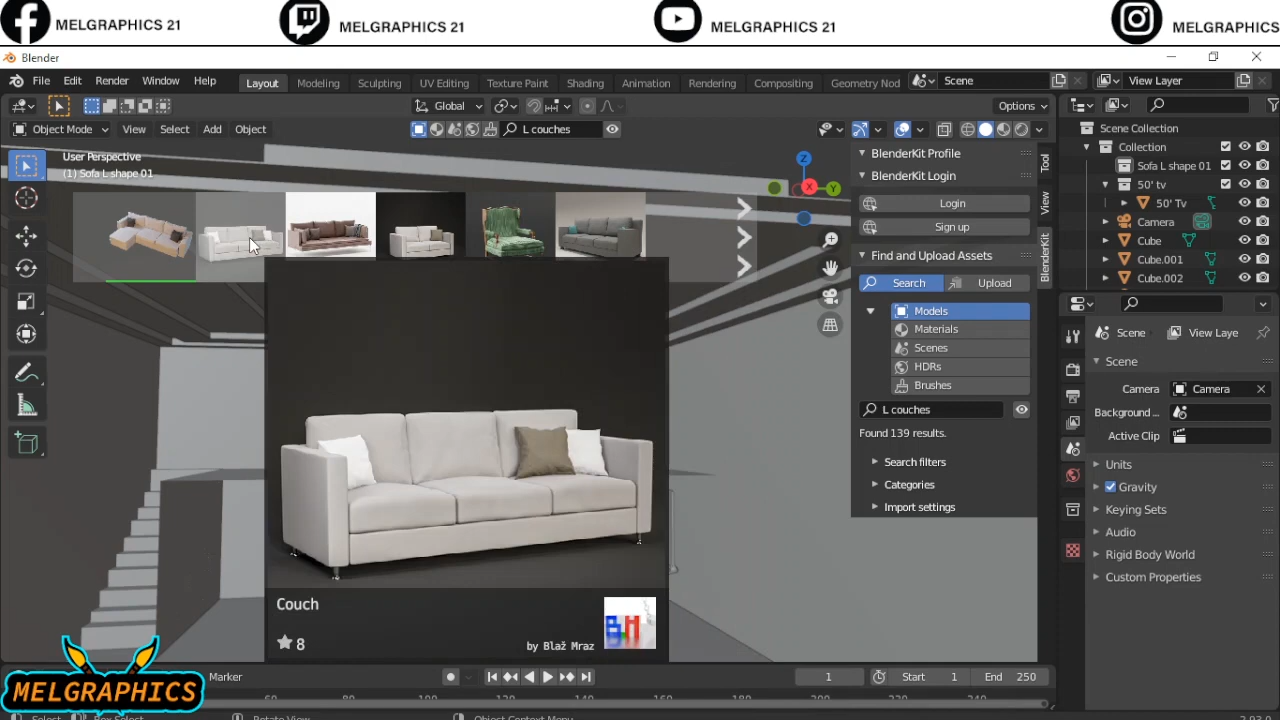 MELGRAPHICS 21
MELGRAPHICS 21
MELGRAPHICS 21
MELGRAPHICS
Blender
File Edit Render Window Help
Layout Modeling Sculpting UV Editing Texture Paint Shading Animation Rendering Compositing Geometry Nod
Scene
View Layer
Global
Options
Object Mode View Select Add Object
L couches
User Perspective
(1) Sofa L shape 01
Z
X
Y
Tool
View
BlenderKit
BlenderKit Profile
BlenderKit Login
Login
Sign up
Find and Upload Assets
Search Upload
Models
Materials
Scenes
HDRs
Brushes
L couches
Found 139 results.
Search filters
Categories
Import settings
Scene Collection
Collection
Sofa L shape 01
50' tv
50' Tv
Camera
Cube
Cube.001
Cube.002
Scene View Laye
Scene
Camera Camera
Background ...
Active Clip
Units
Gravity
Keying Sets
Audio
Rigid Body World
Custom Properties
Couch
8
by Blaž Mraz
B.M
Marker
1 Start 1 End 250
MELGRAPHICS